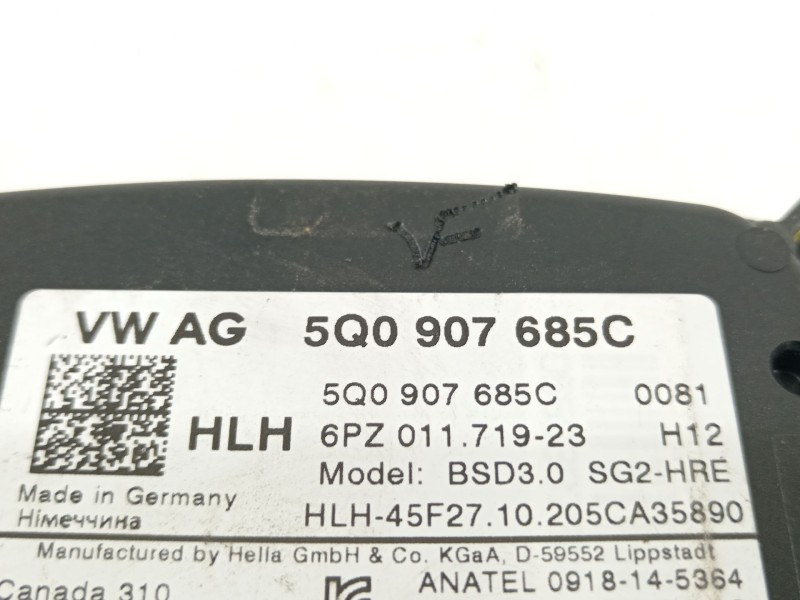 VF
VW AG 5Q0 907 685C
5Q0 907 685C 0081
HLH 6PZ 011.719-23 H12
Model: BSD3.0 SG2-HRE
Made in Germany
Німеччина
HLH-45F27.10.205CA35890
Manufactured by Hella GmbH & Co. KGaA, D-59552 Lippstadt
Canada 310
ANATEL 0918-14-5364